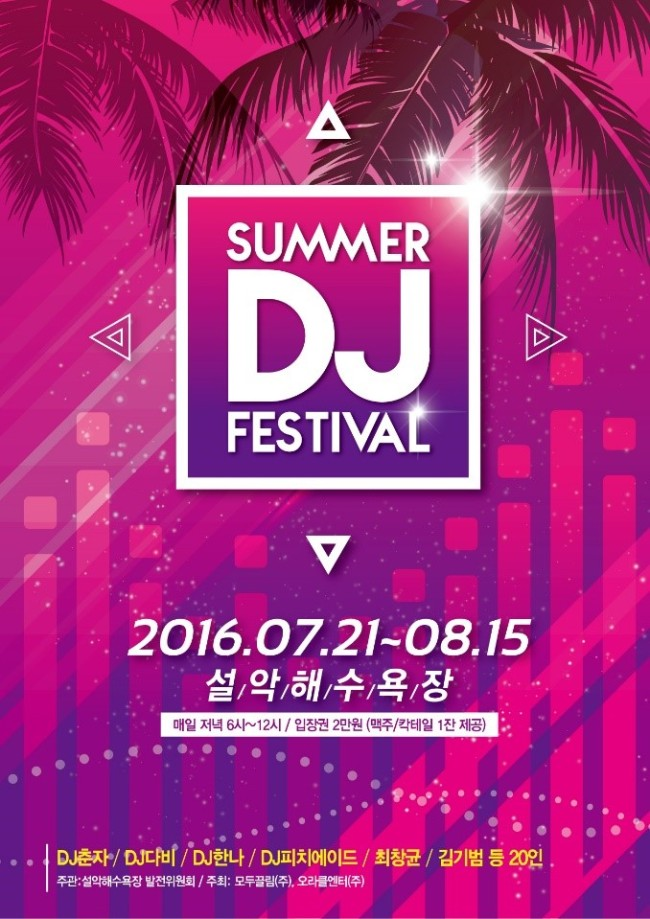 SUMMER
DJ
FESTIVAL
2016.07.21~08.15
설/악/해/수/욕/장
매일 저녁 6시~12시 / 입장권 2만원 (맥주/칵테일 1잔 제공)
DJ춘자 / DJ다비 / DJ한나 / DJ피치에이드 / 최창균 / 김기범 등 20인
주관:설악해수욕장 발전위원회 / 주최: 모두끌림(주), 오라클엔터(주)